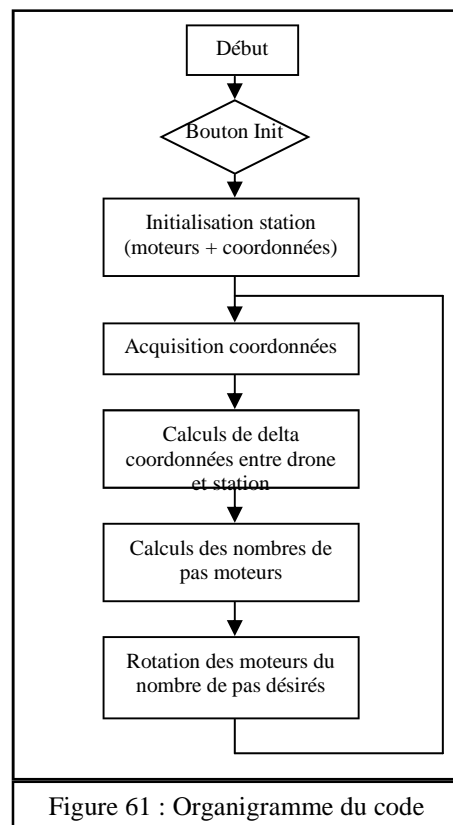 Début
Bouton Init
Initialisation station
(moteurs + coordonnées)
Acquisition coordonnées
Calculs de delta
coordonnées entre drone
et station
Calculs des nombres de
pas moteurs
Rotation des moteurs du
nombre de pas désirés
Figure 61 : Organigramme du code